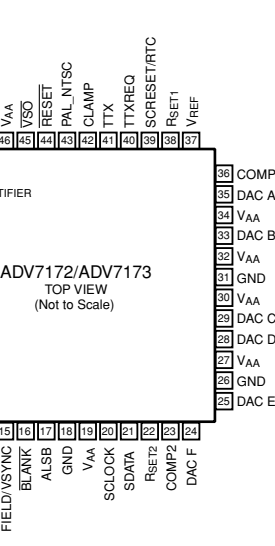 VAA
VSO
RESET
PAL_NTSC
CLAMP
TTX
TTXREQ
SCRESET/RTC
RSET1
VREF
46 45 44 43 42 41 40 39 38 37
36 COMP
35 DAC A
34 VAA
33 DAC B
32 VAA
31 GND
30 VAA
29 DAC C
28 DAC D
27 VAA
26 GND
25 DAC E
ADV7172/ADV7173
TOP VIEW
(Not to Scale)
15 16 17 18 19 20 21 22 23 24
FIELD/VSYNC
BLANK
ALSB
GND
VAA
SCLOCK
SDATA
RSET2
COMP2
DAC F